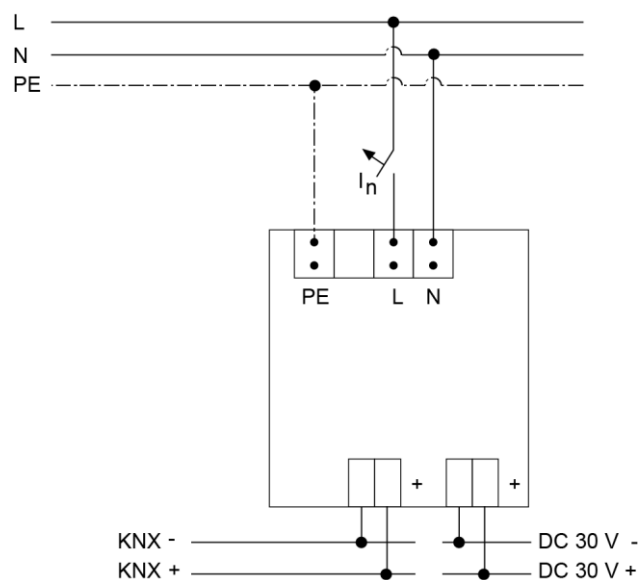 L
N
PE
In
PE L N
+ +
KNX - DC 30 V -
KNX + DC 30 V +